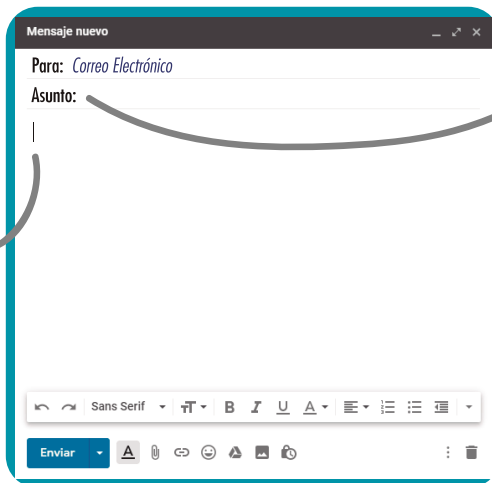 Mensaje nuevo
Para: Correo Electrónico
Asunto:
Sans Serif
B I U A
Enviar A